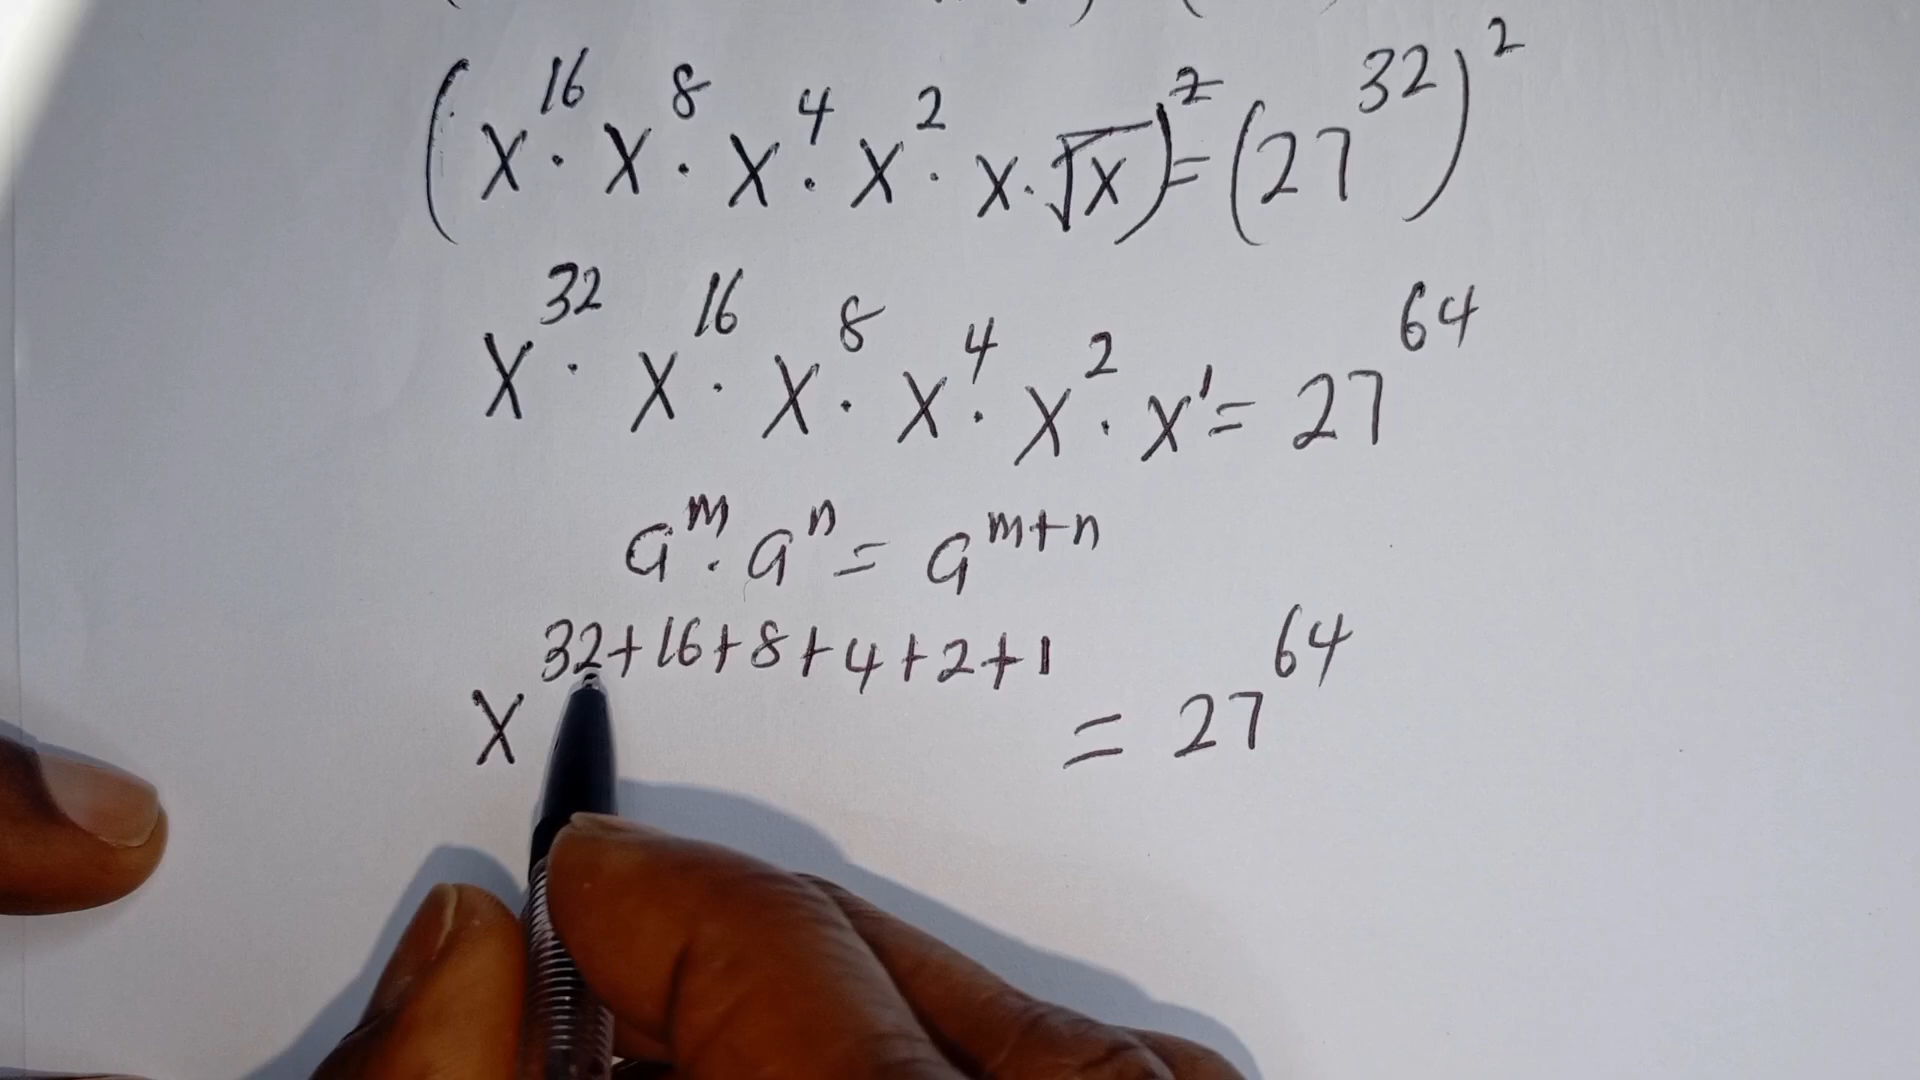 (x^16 · x^8 · x^4 · x^2 · x · √x)^2 = (27^32)^2
x^32 · x^16 · x^8 · x^4 · x^2 · x^1 = 27^64
a^m · a^n = a^m+n
x^32+16+8+4+2+1 = 27^64